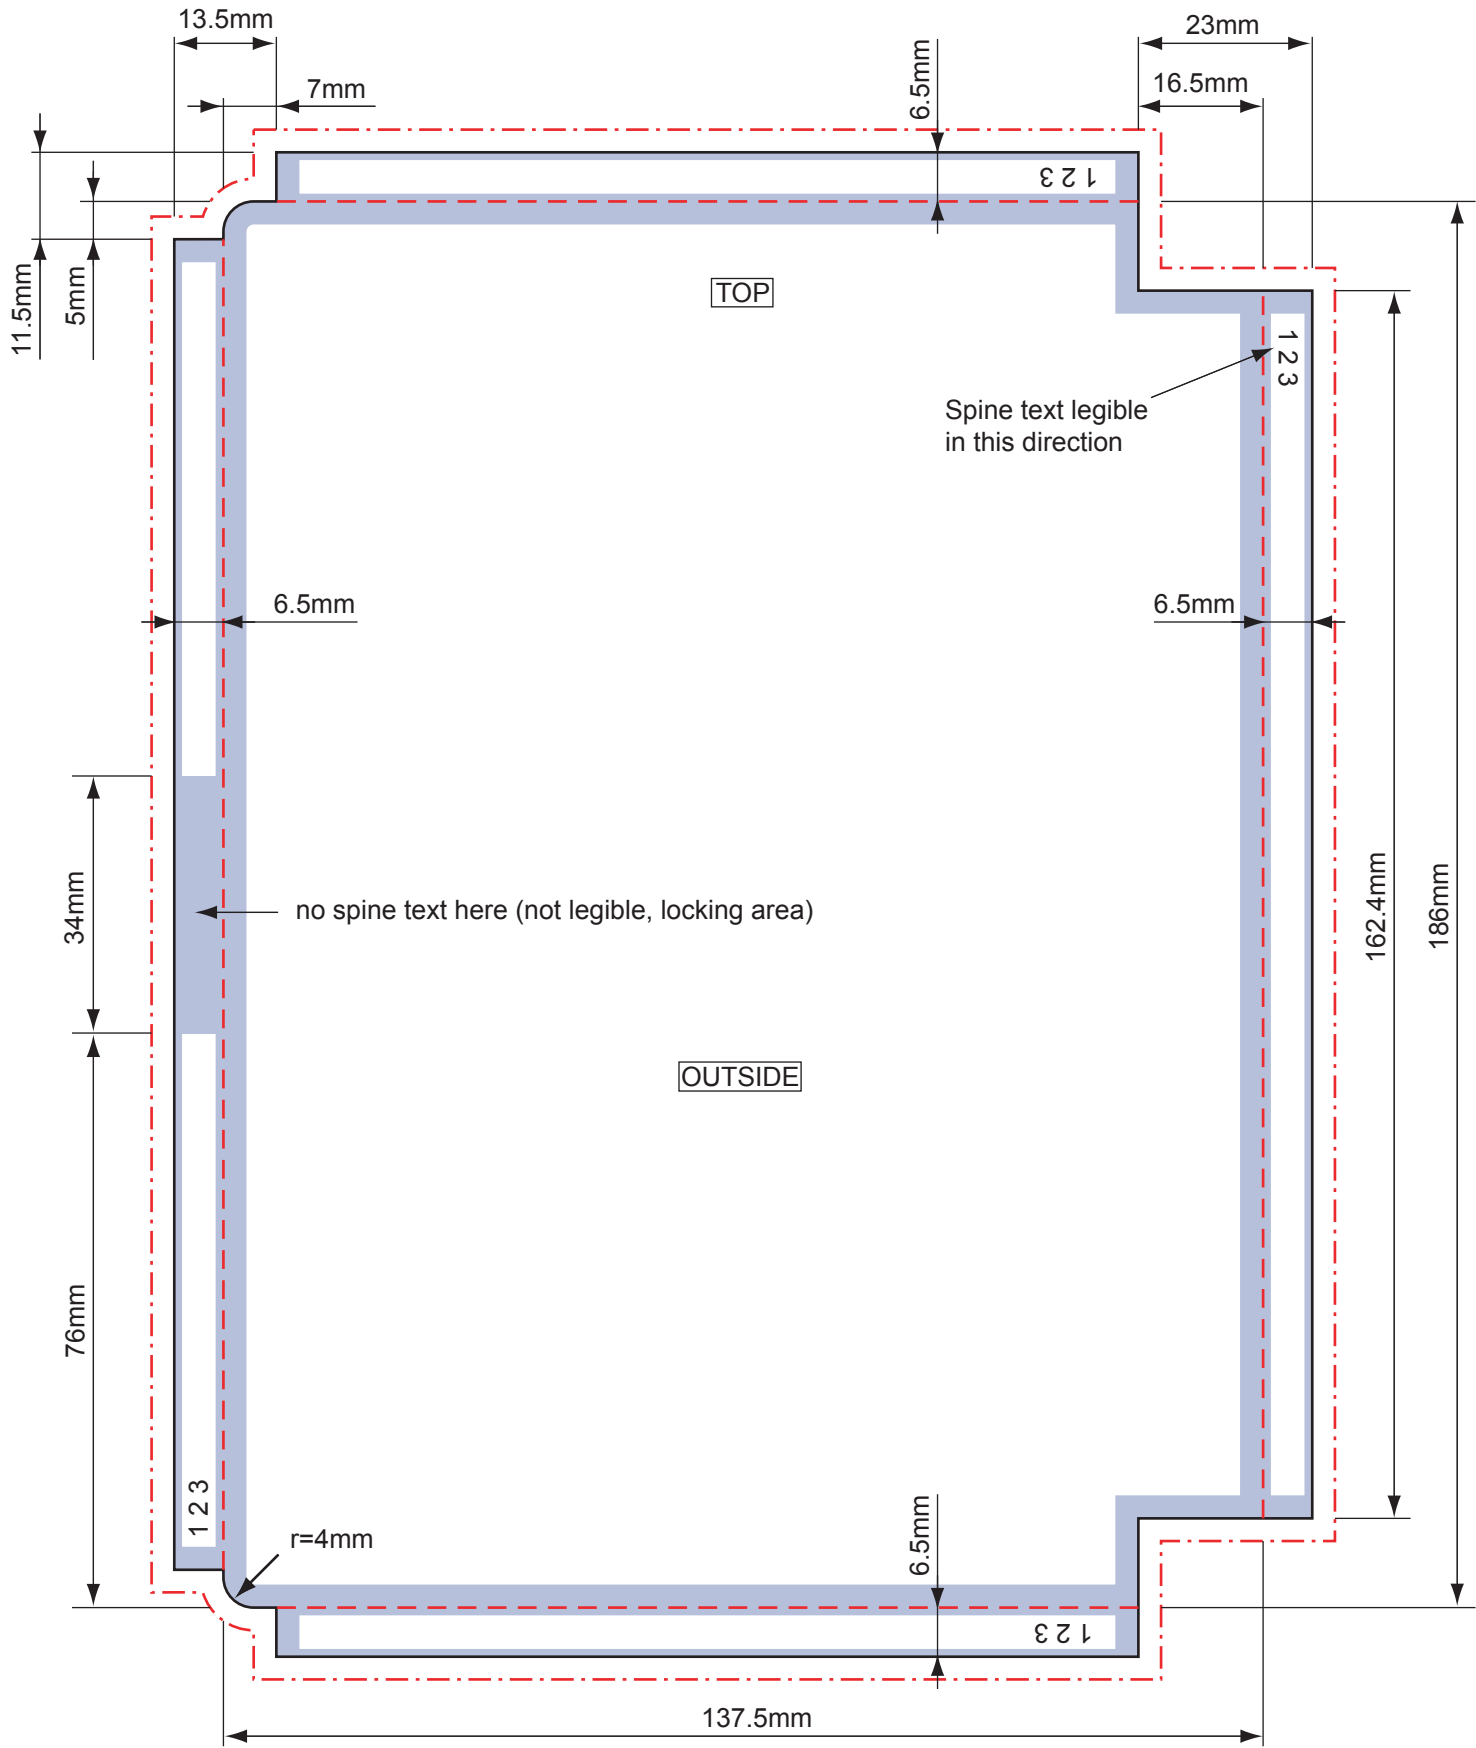 13.5mm
23mm
7mm
6.5mm
16.5mm
1 2 3
11.5mm
5mm
TOP
1 2 3
Spine text legible
in this direction
6.5mm
6.5mm
34mm
no spine text here (not legible, locking area)
162.4mm
186mm
OUTSIDE
76mm
1 2 3
r=4mm
6.5mm
1 2 3
137.5mm